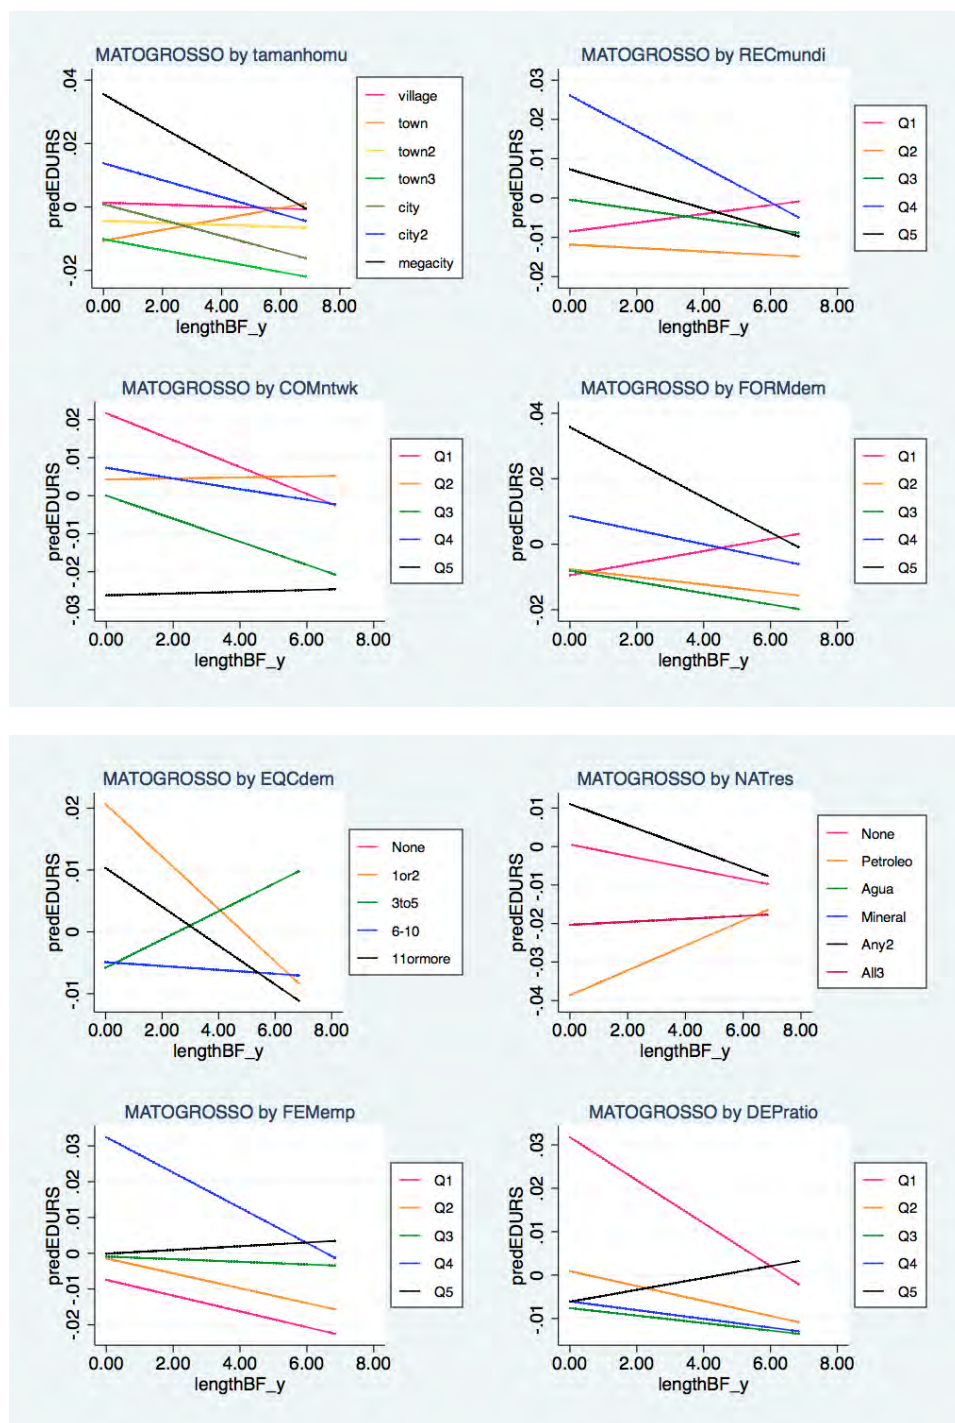 MATOGROSSO by tamanhomu
predEDURS
.04
.02
0
-.02
0.00 2.00 4.00 6.00 8.00
lengthBF_y
village
town
town2
town3
city
city2
megacity
MATOGROSSO by RECmundi
predEDURS
.03
.02
.01
0
-.01
-.02
0.00 2.00 4.00 6.00 8.00
lengthBF_y
Q1
Q2
Q3
Q4
Q5
MATOGROSSO by COMntwk
predEDURS
.02
.01
0
-.01
-.02
-.03
0.00 2.00 4.00 6.00 8.00
lengthBF_y
Q1
Q2
Q3
Q4
Q5
MATOGROSSO by FORMdem
predEDURS
.04
.02
0
-.02
0.00 2.00 4.00 6.00 8.00
lengthBF_y
Q1
Q2
Q3
Q4
Q5
MATOGROSSO by EQCdem
predEDURS
.02
.01
0
-.01
0.00 2.00 4.00 6.00 8.00
lengthBF_y
None
1or2
3to5
6-10
11ormore
MATOGROSSO by NATres
predEDURS
.01
0
-.01
-.02
-.03
-.04
0.00 2.00 4.00 6.00 8.00
lengthBF_y
None
Petroleo
Agua
Mineral
Any2
All3
MATOGROSSO by FEMemp
predEDURS
.03
.02
.01
0
-.01
-.02
0.00 2.00 4.00 6.00 8.00
lengthBF_y
Q1
Q2
Q3
Q4
Q5
MATOGROSSO by DEPratio
predEDURS
.03
.02
.01
0
-.01
0.00 2.00 4.00 6.00 8.00
lengthBF_y
Q1
Q2
Q3
Q4
Q5